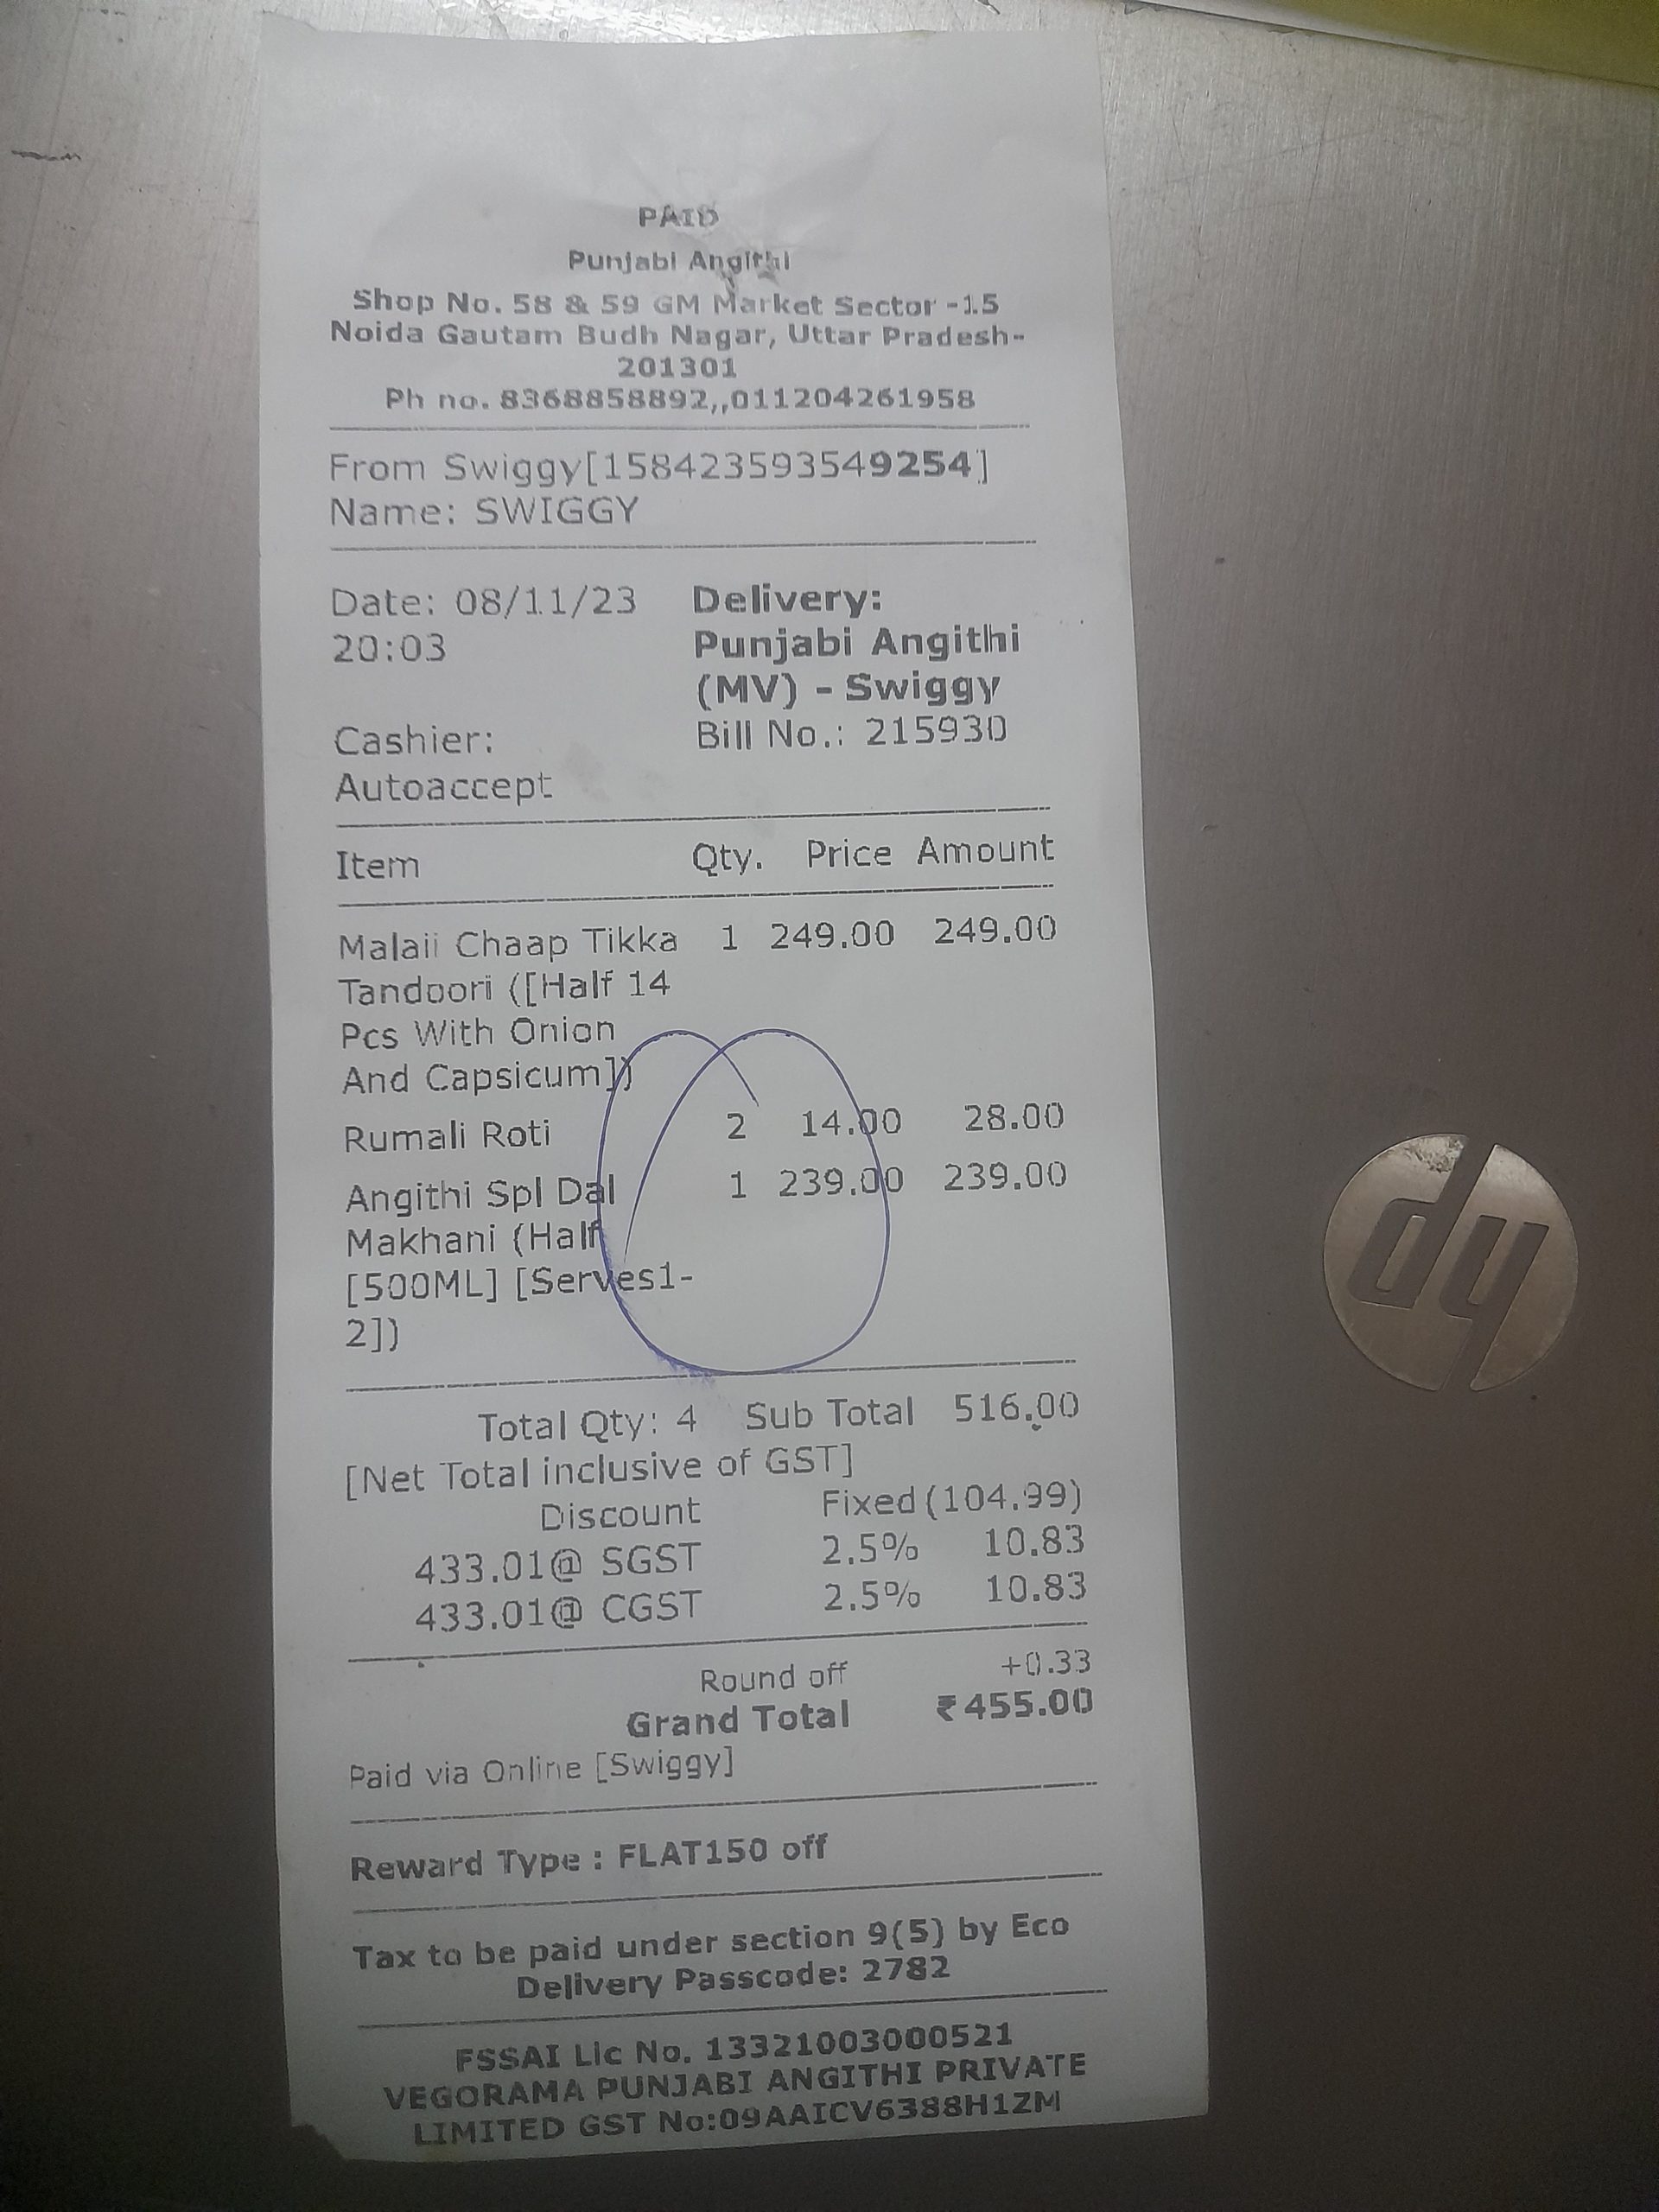 PAID
Punjabi Angithi
Shop No. 58 & 59 GM Market Sector -15
Noida Gautam Budh Nagar, Uttar Pradesh-
201301
Ph no. 8368858892,,011204261958
From Swiggy[158423593549254]
Name: SWIGGY
Date: 08/11/23 Delivery:
20:03 Punjabi Angithi
(MV) - Swiggy
Cashier: Bill No.: 215930
Autoaccept
Item Qty. Price Amount
Malaii Chaap Tikka 1 249.00 249.00
Tandoori ([Half 14
Pcs With Onion
And Capsicum])
Rumali Roti 2 14.00 28.00
Angithi Spl Dal 1 239.00 239.00
Makhani (Half
[500ML] [Serves1-
2])
Total Qty: 4 Sub Total 516.00
[Net Total inclusive of GST]
Discount Fixed (104.99)
433.01@ SGST 2.5% 10.83
433.01@ CGST 2.5% 10.83
Round off +0.33
Grand Total ₹455.00
Paid via Online [Swiggy]
Reward Type : FLAT150 off
Tax to be paid under section 9(5) by Eco
Delivery Passcode: 2782
FSSAI Lic No. 13321003000521
VEGORAMA PUNJABI ANGITHI PRIVATE
LIMITED GST No:09AAICV6388H1ZM
hp